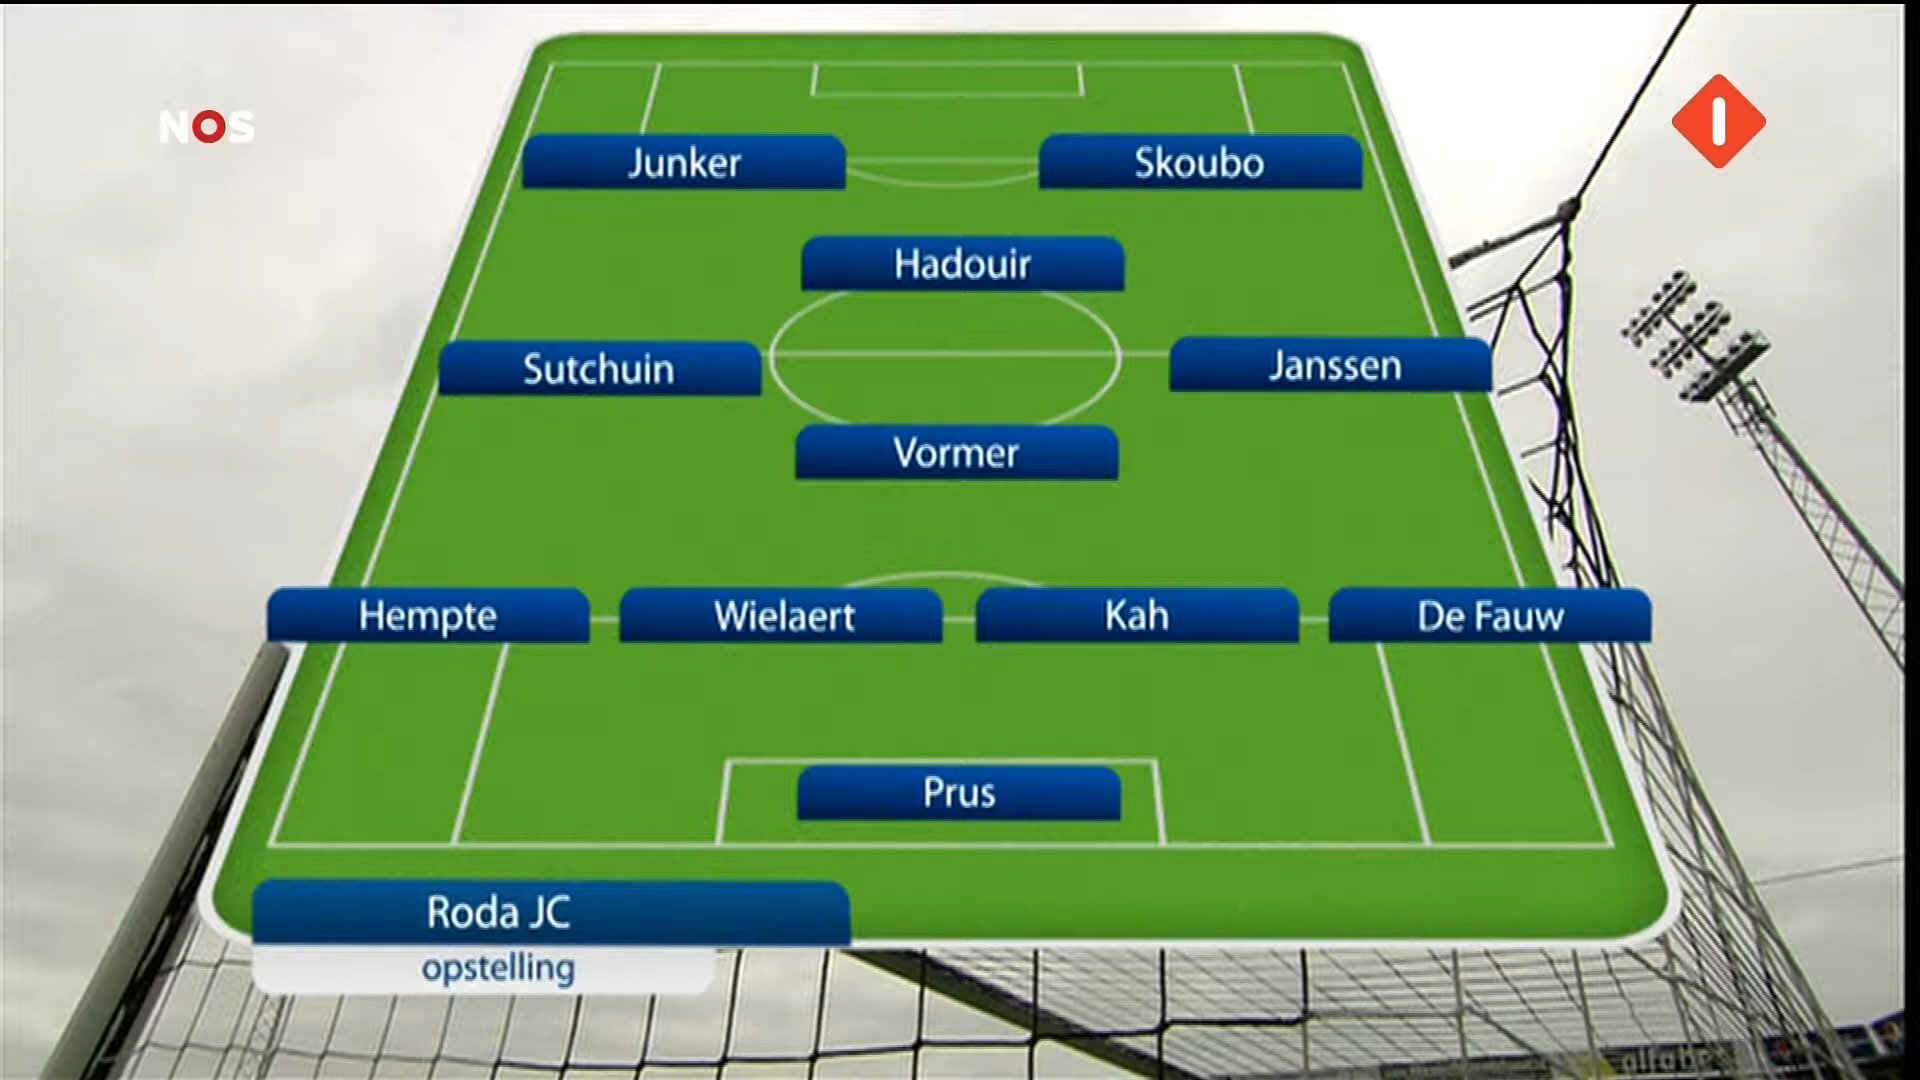 NOS
Junker
Skoubo
Hadouir
Sutchuin
Janssen
Vormer
Hempte
Wielaert
Kah
De Fauw
Prus
Roda JC
opstelling